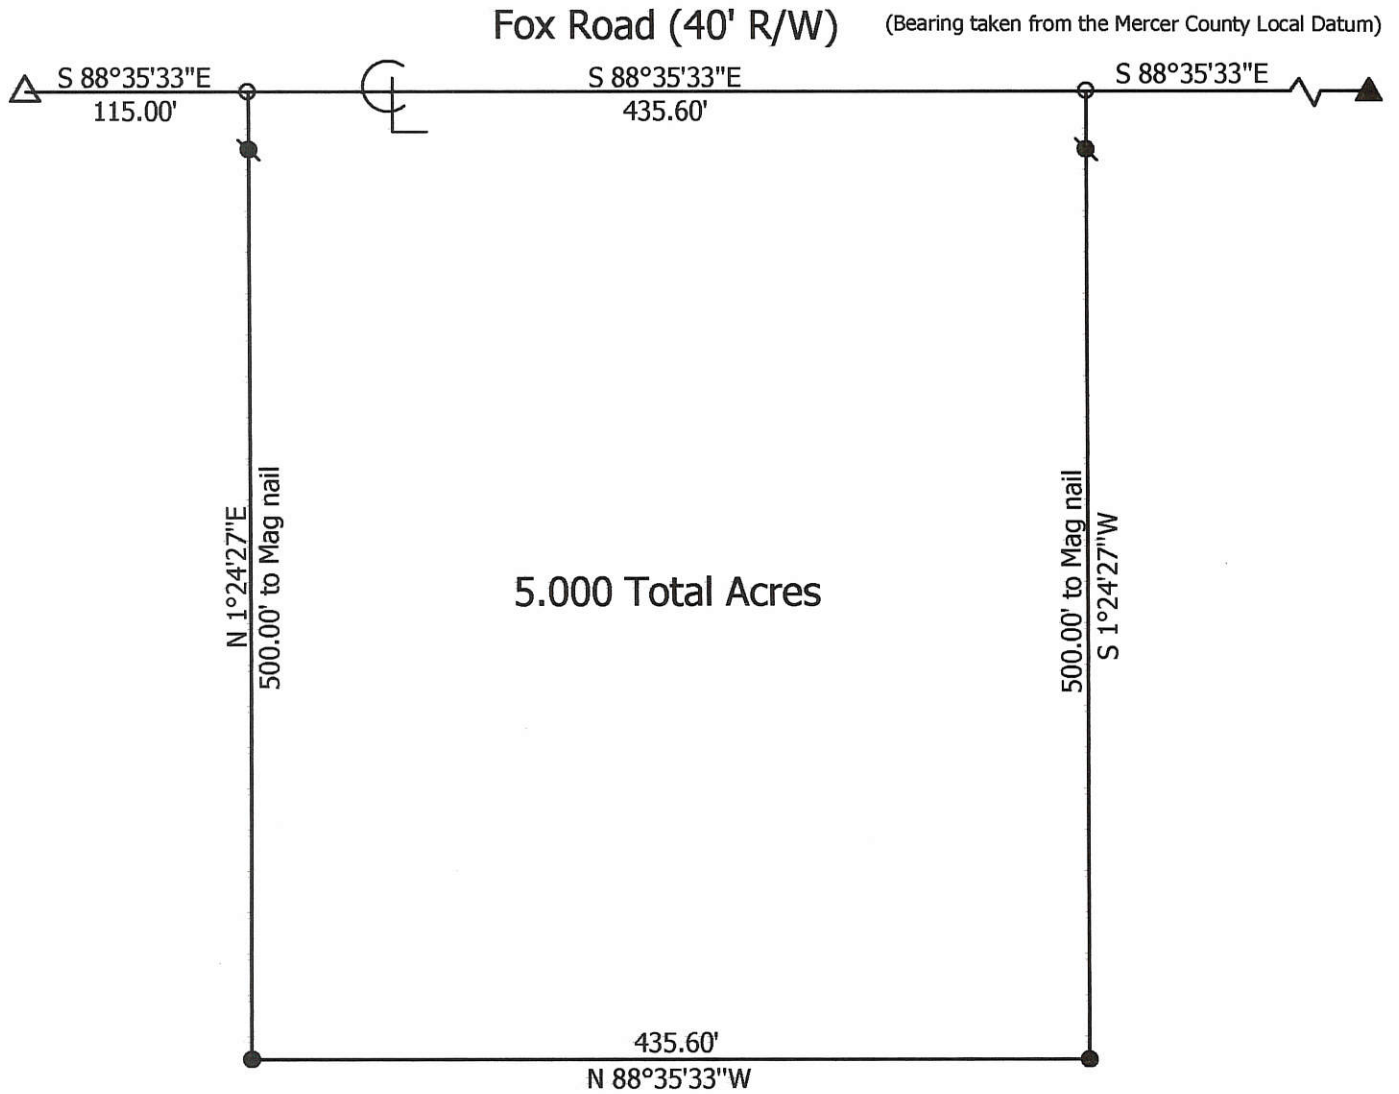 Fox Road (40' R/W)
(Bearing taken from the Mercer County Local Datum)
S 88°35'33"E
115.00'
S 88°35'33"E
435.60'
S 88°35'33"E
N 1°24'27"E
500.00' to Mag nail
5.000 Total Acres
500.00' to Mag nail
S 1°24'27"W
435.60'
N 88°35'33"W